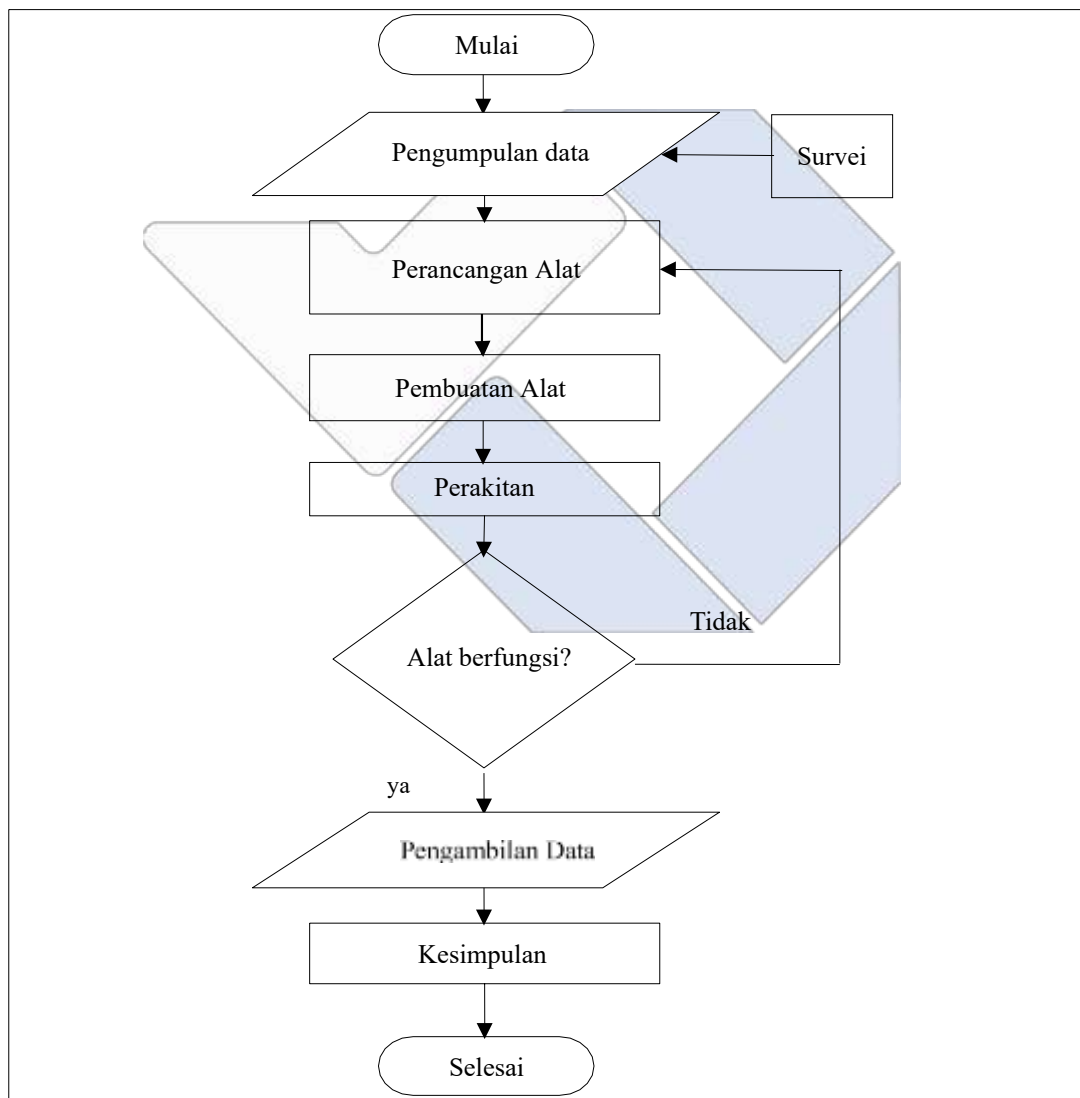 Mulai
Pengumpulan data
Survei
Perancangan Alat
Pembuatan Alat
Perakitan
Tidak
Alat berfungsi?
ya
Pengambilan Data
Kesimpulan
Selesai